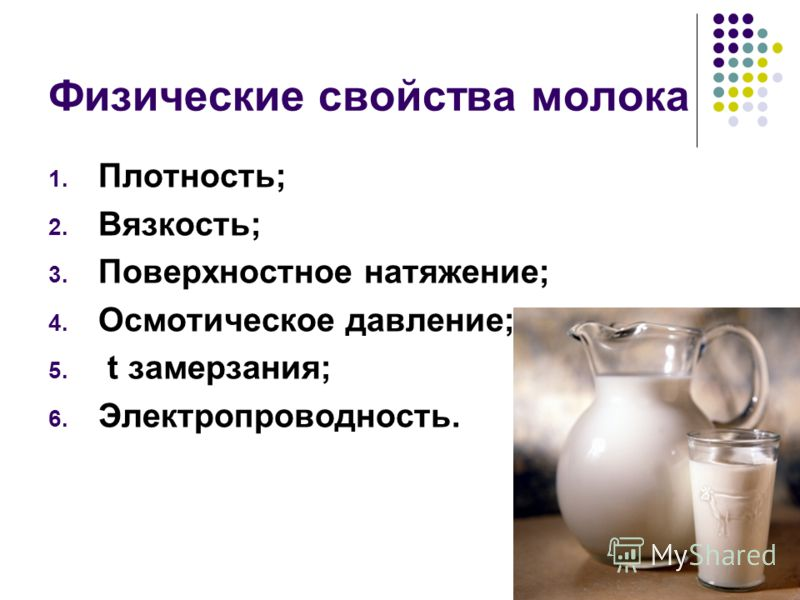 Физические свойства молока
1. Плотность;
2. Вязкость;
3. Поверхностное натяжение;
4. Осмотическое давление;
5. t замерзания;
6. Электропроводность.
MyShared